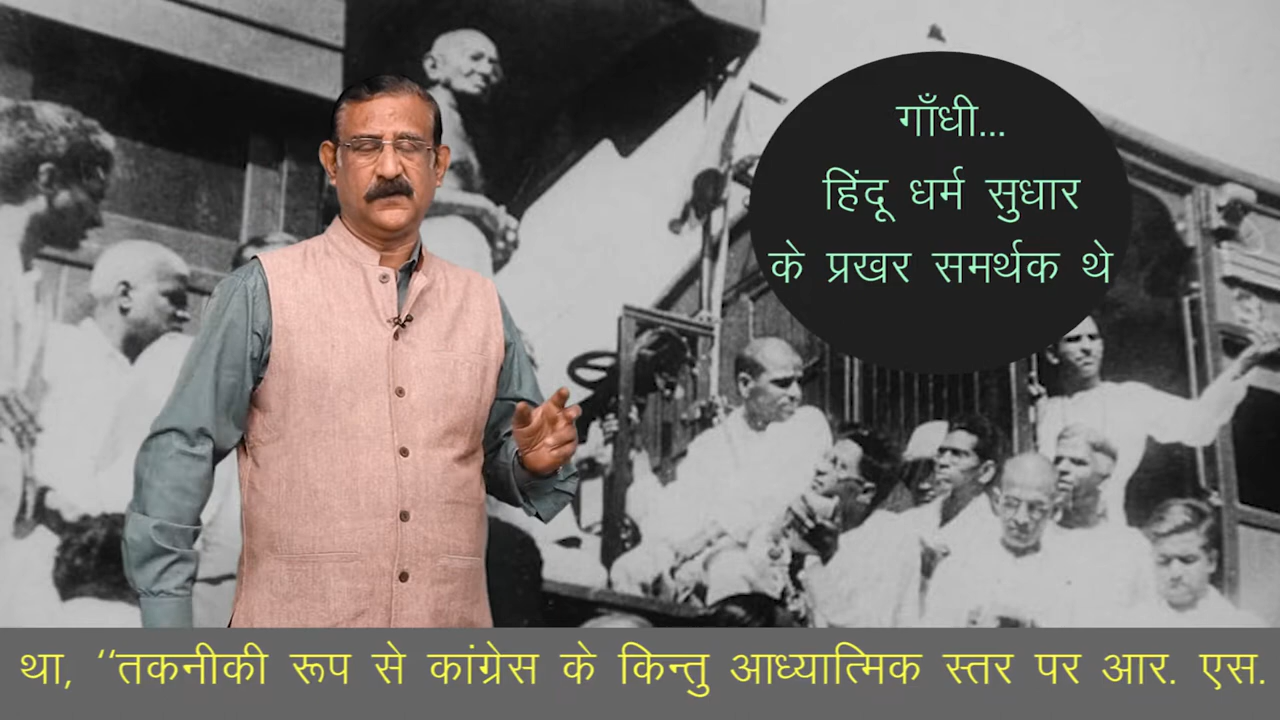 गाँधी...
हिंदू धर्म सुधार
के प्रखर समर्थक थे
था, ‘‘तकनीकी रूप से कांग्रेस के किन्तु आध्यात्मिक स्तर पर आर. एस.